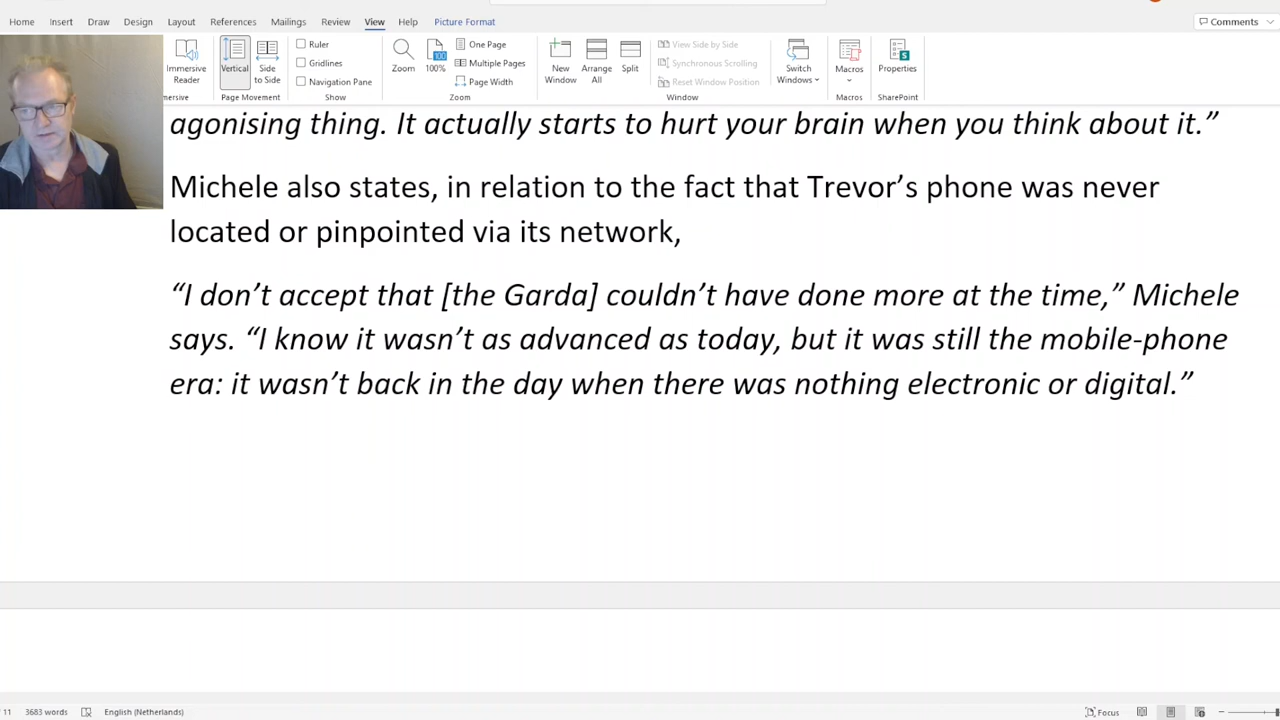 Home Insert Draw Design Layout References Mailings Review View Help Picture Format Comments
Immersive Reader
Vertical
Side to Side
Ruler
Gridlines
Navigation Pane
Zoom
100%
One Page
Multiple Pages
Page Width
New Window
Arrange All
Split
View Side by Side
Synchronous Scrolling
Reset Window Position
Switch Windows
Macros
Properties
mersive Page Movement Show Zoom Window Macros SharePoint
agonising thing. It actually starts to hurt your brain when you think about it.”
Michele also states, in relation to the fact that Trevor’s phone was never
located or pinpointed via its network,
“I don’t accept that [the Garda] couldn’t have done more at the time,” Michele
says. “I know it wasn’t as advanced as today, but it was still the mobile-phone
era: it wasn’t back in the day when there was nothing electronic or digital.”
11 3683 words English (Netherlands) Focus